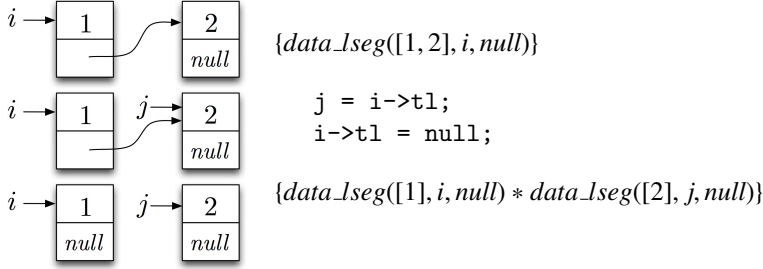 i 1 2
null
{data_lseg([1, 2], i, null)}
i 1 j 2
null
j = i->tl;
i->tl = null;
i 1 j 2
null null
{data_lseg([1], i, null) ∗ data_lseg([2], j, null)}